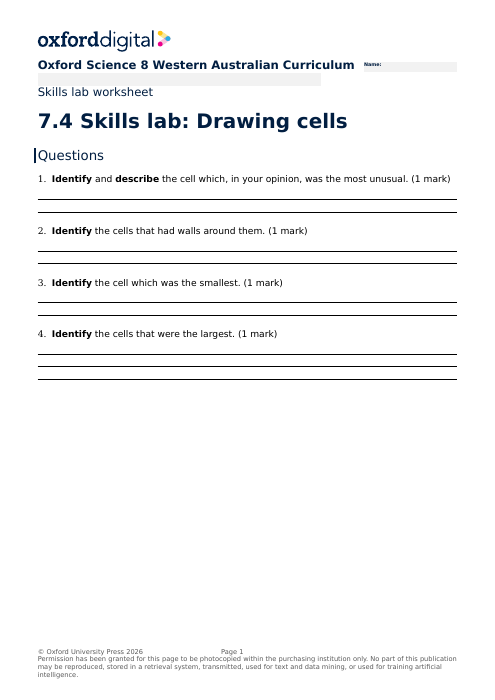 oxforddigital
Oxford Science 8 Western Australian Curriculum Name:
Skills lab worksheet
7.4 Skills lab: Drawing cells
Questions
1. Identify and describe the cell which, in your opinion, was the most unusual. (1 mark)
2. Identify the cells that had walls around them. (1 mark)
3. Identify the cell which was the smallest. (1 mark)
4. Identify the cells that were the largest. (1 mark)
© Oxford University Press 2026 Page 1
Permission has been granted for this page to be photocopied within the purchasing institution only. No part of this publication
may be reproduced, stored in a retrieval system, transmitted, used for text and data mining, or used for training artificial
intelligence.